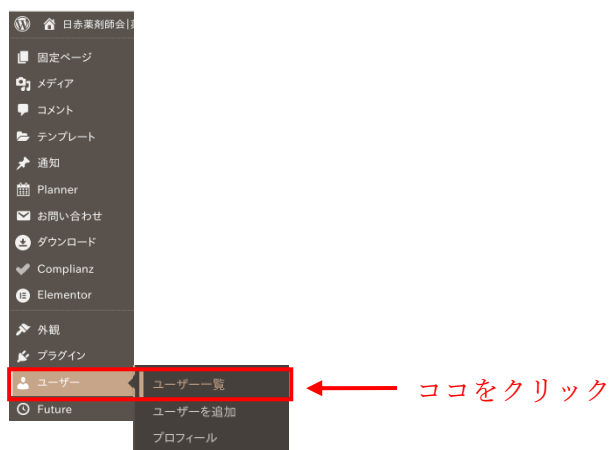 日赤薬剤師会|
固定ページ
メディア
コメント
テンプレート
通知
Planner
お問い合わせ
ダウンロード
Complianz
Elementor
外観
プラグイン
ユーザー
ユーザー一覧
ココをクリック
Future
ユーザーを追加
プロフィール